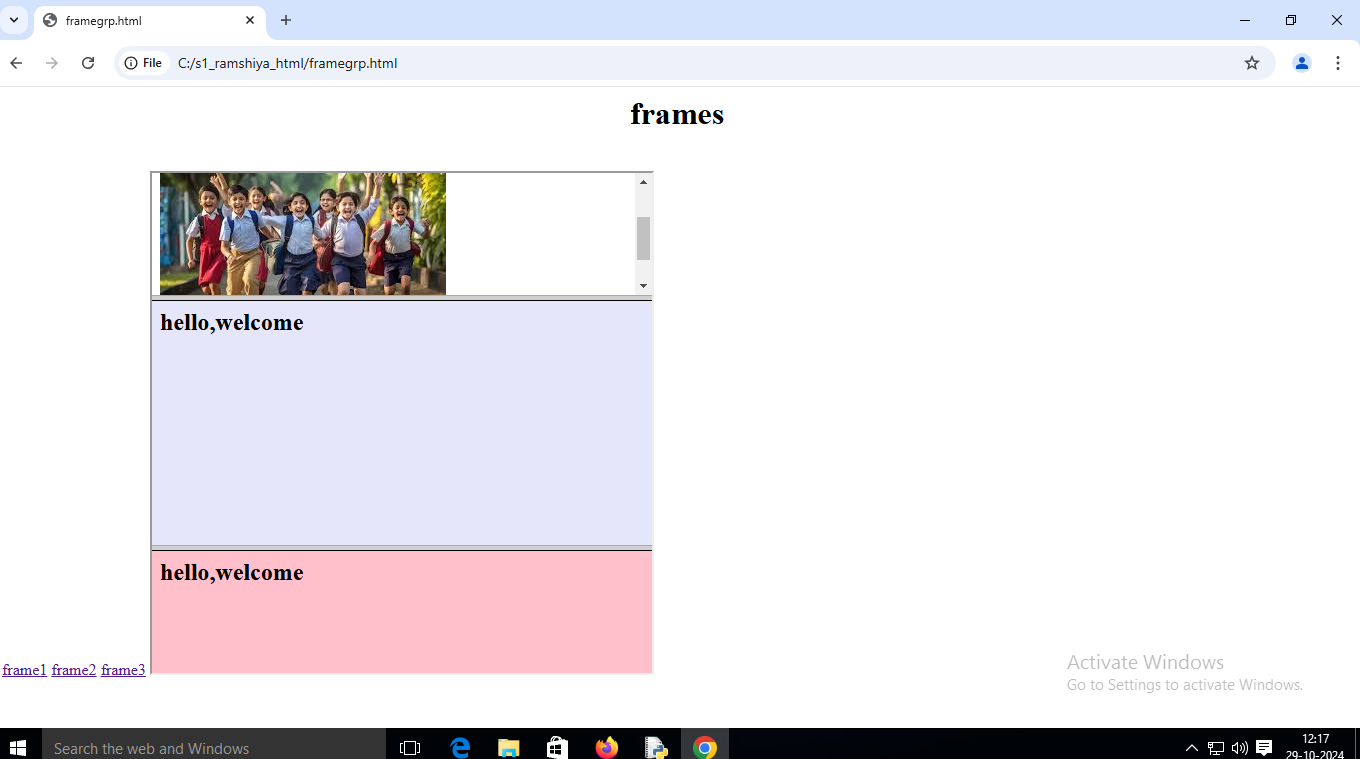 framegrp.html
File C:/s1_ramshiya_html/framegrp.html
frames
hello,welcome
hello,welcome
frame1 frame2 frame3
Activate Windows
Go to Settings to activate Windows.
Search the web and Windows
12:17
29-10-2024